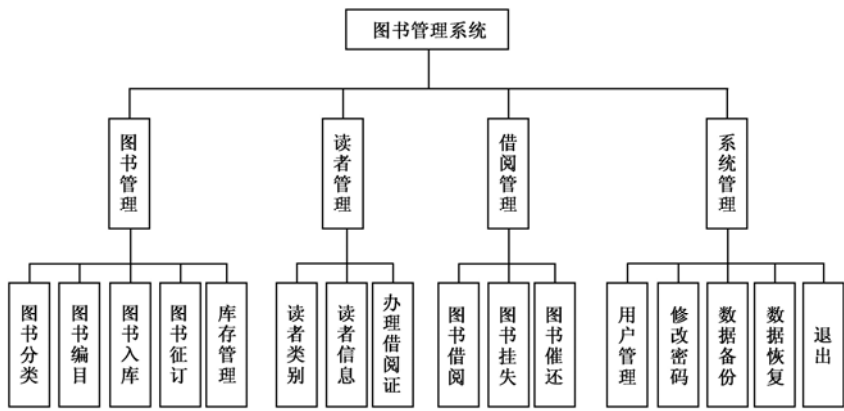 图书管理系统
图书管理
读者管理
借阅管理
系统管理
图书分类
图书编目
图书入库
图书征订
库存管理
读者类别
读者信息
办理借阅证
图书借阅
图书挂失
图书催还
用户管理
修改密码
数据备份
数据恢复
退出